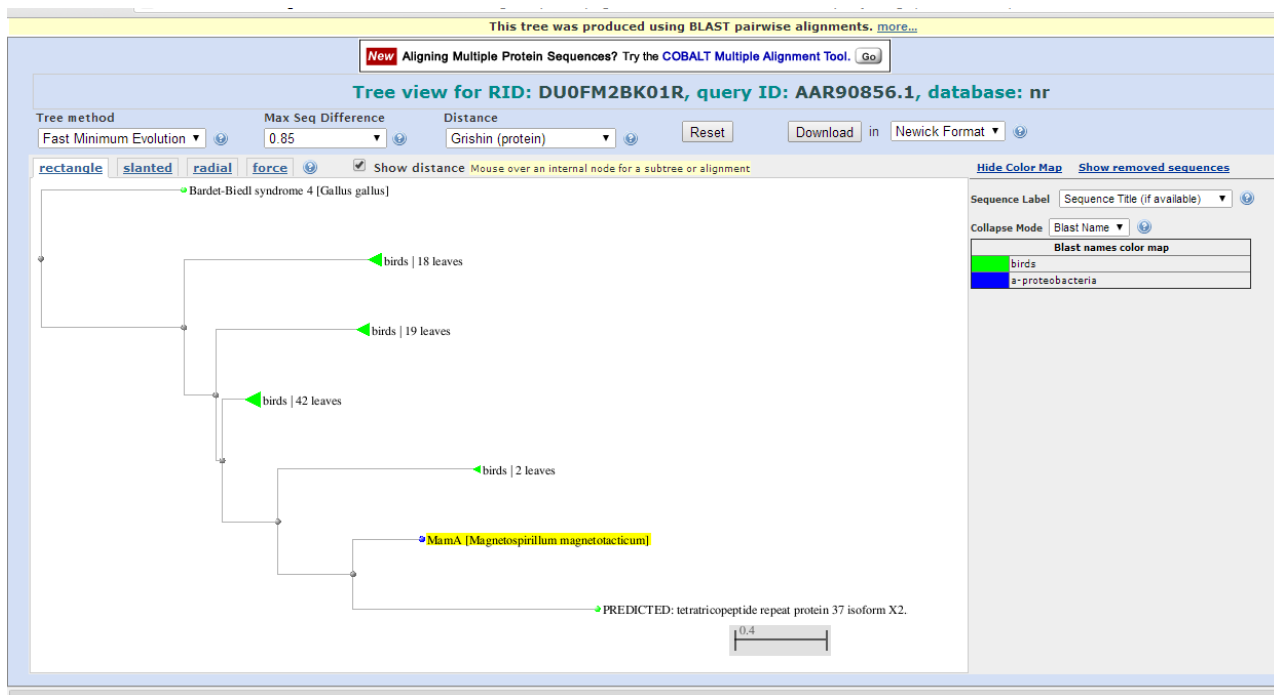 This tree was produced using BLAST pairwise alignments. more...
New Aligning Multiple Protein Sequences? Try the COBALT Multiple Alignment Tool. Go
Tree view for RID: DU0FM2BK01R, query ID: AAR90856.1, database: nr
Tree method Max Seq Difference Distance
Fast Minimum Evolution 0.85 Grishin (protein) Reset Download in Newick Format
rectangle slanted radial force Show distance Mouse over an internal node for a subtree or alignment Hide Color Map Show removed sequences
Bardet-Biedl syndrome 4 [Gallus gallus]
Sequence Label Sequence Title (if available)
Collapse Mode Blast Name
Blast names color map
birds
a-proteobacteria
birds | 18 leaves
birds | 19 leaves
birds | 42 leaves
birds | 2 leaves
MamA [Magnetospirillum magnetotacticum]
PREDICTED: tetratricopeptide repeat protein 37 isoform X2.
0.4